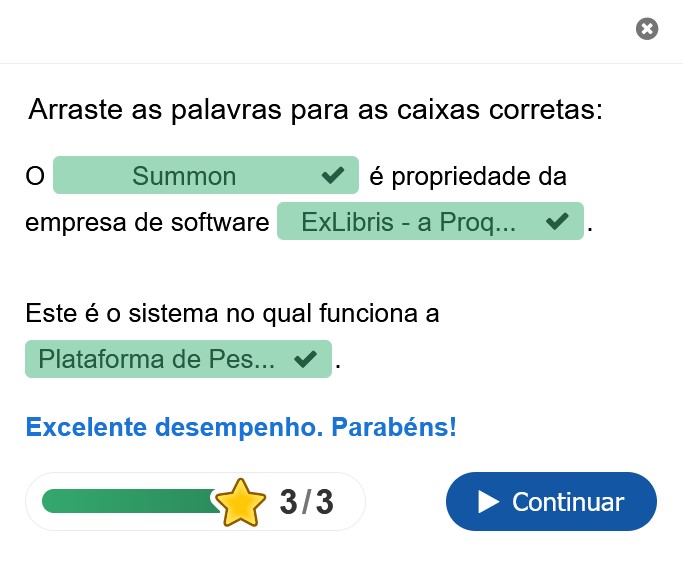 Arraste as palavras para as caixas corretas:
O Summon é propriedade da
empresa de software ExLibris - a Proq... .
Este é o sistema no qual funciona a
Plataforma de Pes... .
Excelente desempenho. Parabéns!
3/3
Continuar